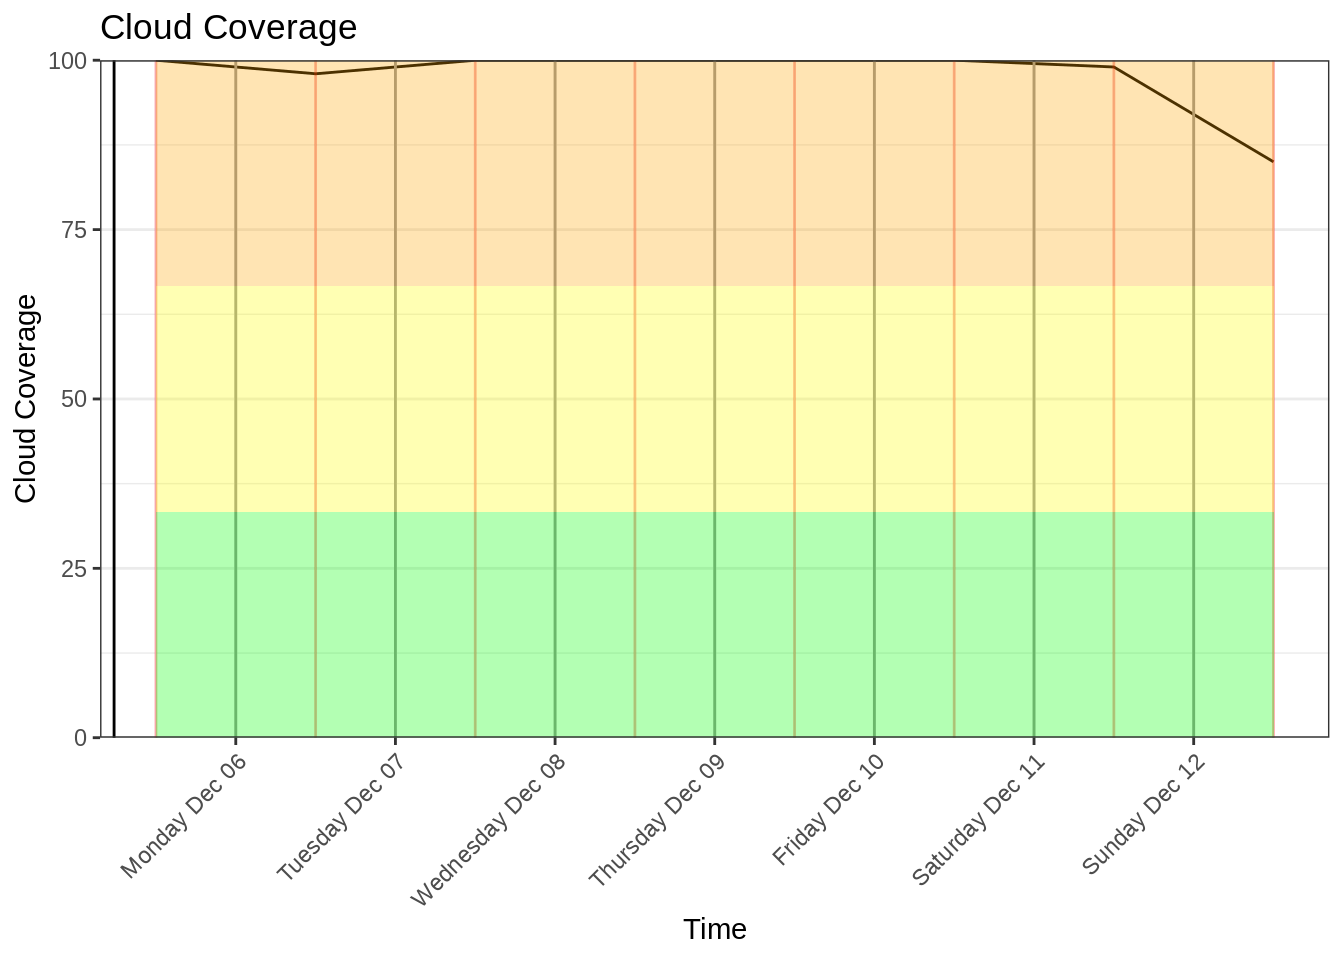 Cloud Coverage
100
75
50
25
0
Cloud Coverage
Monday Dec 06
Tuesday Dec 07
Wednesday Dec 08
Thursday Dec 09
Friday Dec 10
Saturday Dec 11
Sunday Dec 12
Time